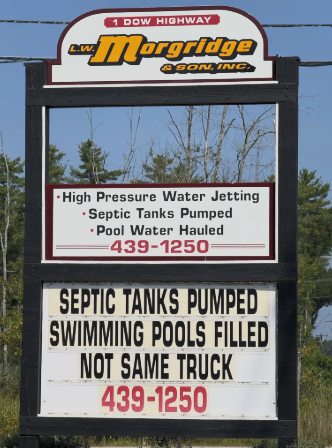 1 DOW HIGHWAY
L.W. Morgridge
& SON, INC.
• High Pressure Water Jetting
• Septic Tanks Pumped
• Pool Water Hauled
439-1250
SEPTIC TANKS PUMPED
SWIMMING POOLS FILLED
NOT SAME TRUCK
439-1250